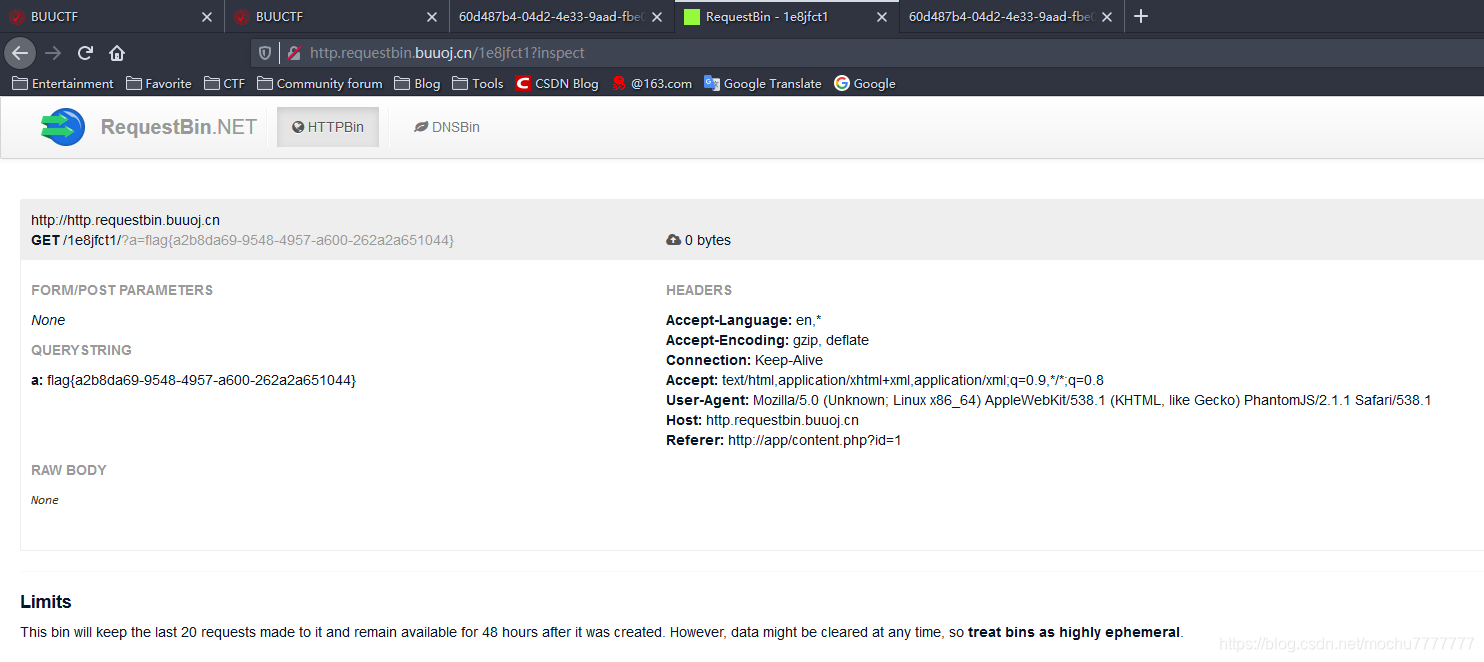 BUUCTF
BUUCTF
60d487b4-04d2-4e33-9aad-fbe
RequestBin - 1e8jfct1
60d487b4-04d2-4e33-9aad-fbe
http.requestbin.buuoj.cn/1e8jfct1?inspect
Entertainment Favorite CTF Community forum Blog Tools CSDN Blog @163.com Google Translate Google
RequestBin.NET HTTPBin DNSBin
http://http.requestbin.buuoj.cn
GET /1e8jfct1/?a=flag{a2b8da69-9548-4957-a600-262a2a651044}
0 bytes
FORM/POST PARAMETERS
None
QUERYSTRING
a: flag{a2b8da69-9548-4957-a600-262a2a651044}
RAW BODY
None
HEADERS
Accept-Language: en,*
Accept-Encoding: gzip, deflate
Connection: Keep-Alive
Accept: text/html,application/xhtml+xml,application/xml;q=0.9,*/*;q=0.8
User-Agent: Mozilla/5.0 (Unknown; Linux x86_64) AppleWebKit/538.1 (KHTML, like Gecko) PhantomJS/2.1.1 Safari/538.1
Host: http.requestbin.buuoj.cn
Referer: http://app/content.php?id=1
Limits
This bin will keep the last 20 requests made to it and remain available for 48 hours after it was created. However, data might be cleared at any time, so treat bins as highly ephemeral.
https://blog.csdn.net/mochu7777777